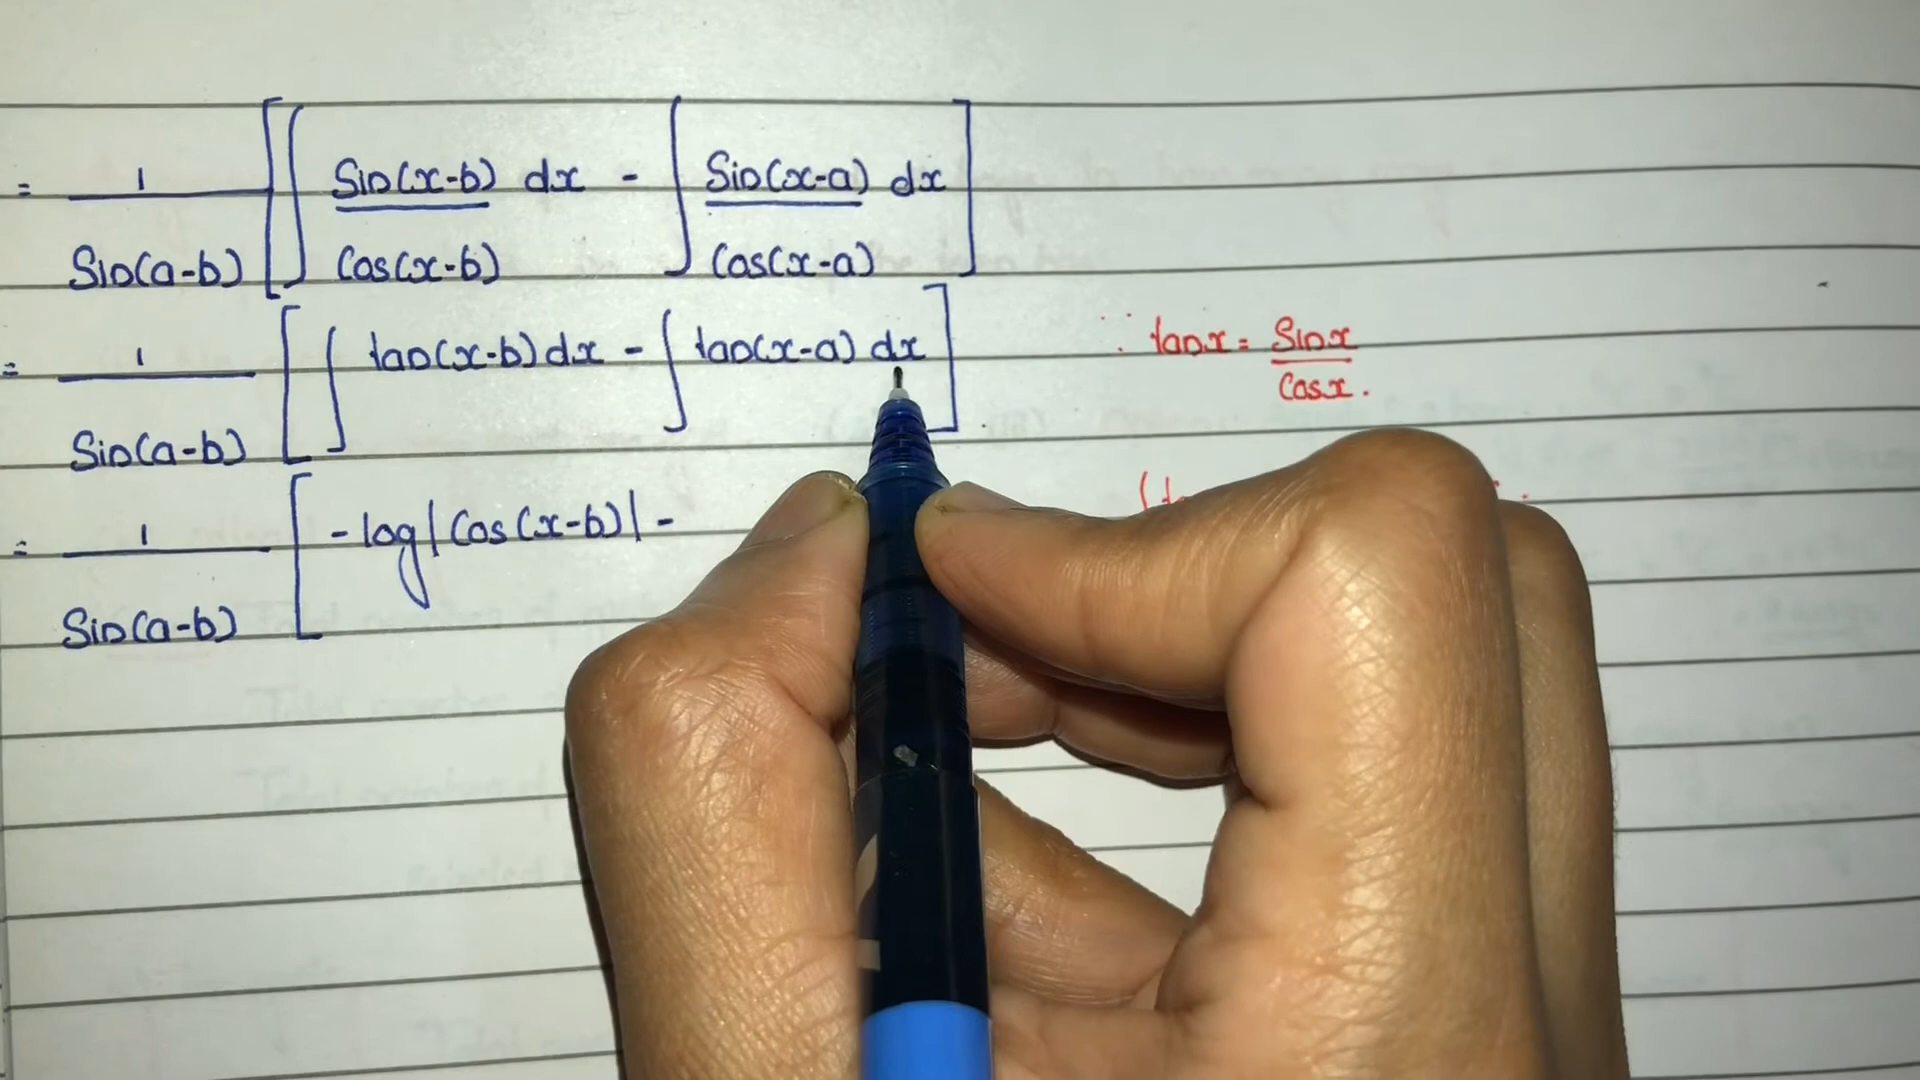 = 1/Sin(a-b) [∫ Sin(x-b)/Cos(x-b) dx - ∫ Sin(x-a)/Cos(x-a) dx]
= 1/Sin(a-b) [∫ tan(x-b) dx - ∫ tan(x-a) dx] ∵ tan x = Sin x/Cos x.
= 1/Sin(a-b) [-log|Cos(x-b)| -